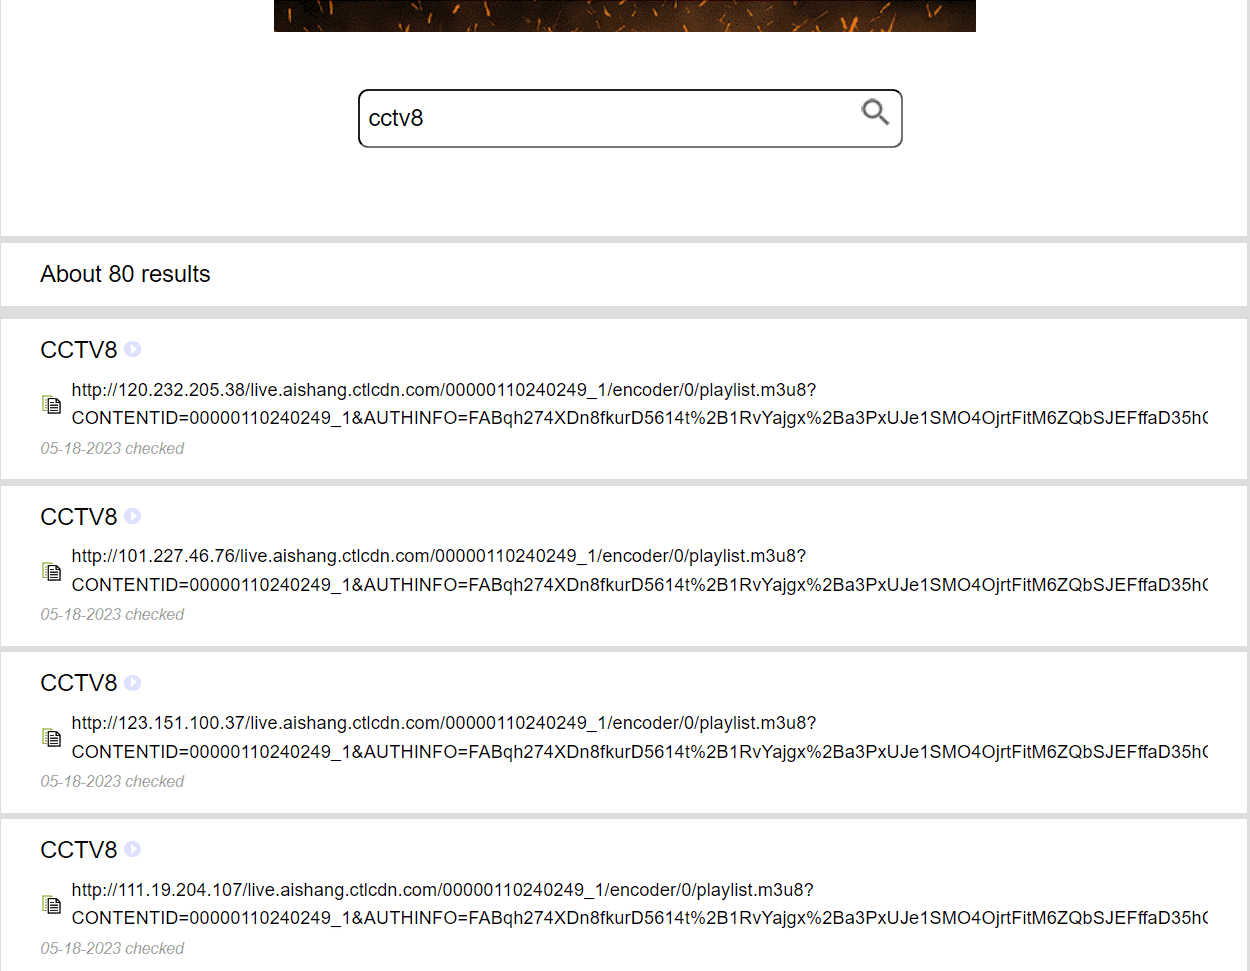 cctv8
About 80 results
CCTV8
http://120.232.205.38/live.aishang.ctlcdn.com/00000110240249_1/encoder/0/playlist.m3u8?
CONTENTID=00000110240249_1&AUTHINFO=FABqh274XDn8fkurD5614t%2B1RvYajgx%2Ba3PxUJe1SMO4OjrtFitM6ZQbSJEFffaD35h
05-18-2023 checked
CCTV8
http://101.227.46.76/live.aishang.ctlcdn.com/00000110240249_1/encoder/0/playlist.m3u8?
CONTENTID=00000110240249_1&AUTHINFO=FABqh274XDn8fkurD5614t%2B1RvYajgx%2Ba3PxUJe1SMO4OjrtFitM6ZQbSJEFffaD35h
05-18-2023 checked
CCTV8
http://123.151.100.37/live.aishang.ctlcdn.com/00000110240249_1/encoder/0/playlist.m3u8?
CONTENTID=00000110240249_1&AUTHINFO=FABqh274XDn8fkurD5614t%2B1RvYajgx%2Ba3PxUJe1SMO4OjrtFitM6ZQbSJEFffaD35h
05-18-2023 checked
CCTV8
http://111.19.204.107/live.aishang.ctlcdn.com/00000110240249_1/encoder/0/playlist.m3u8?
CONTENTID=00000110240249_1&AUTHINFO=FABqh274XDn8fkurD5614t%2B1RvYajgx%2Ba3PxUJe1SMO4OjrtFitM6ZQbSJEFffaD35h
05-18-2023 checked